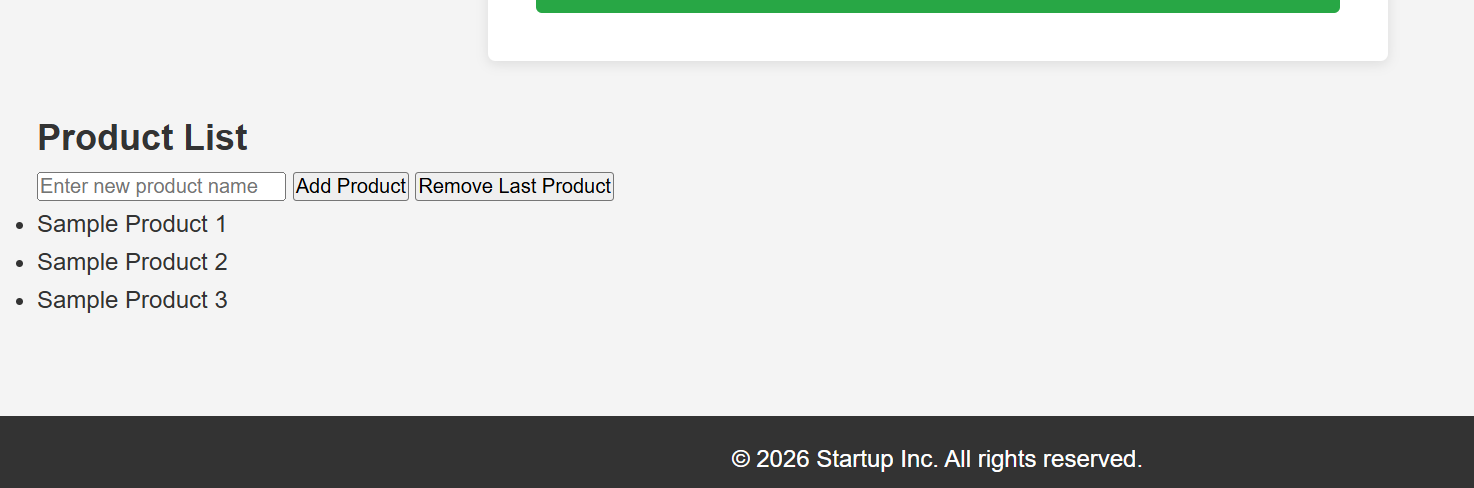 Product List
Enter new product name Add Product Remove Last Product
Sample Product 1
Sample Product 2
Sample Product 3
© 2026 Startup Inc. All rights reserved.